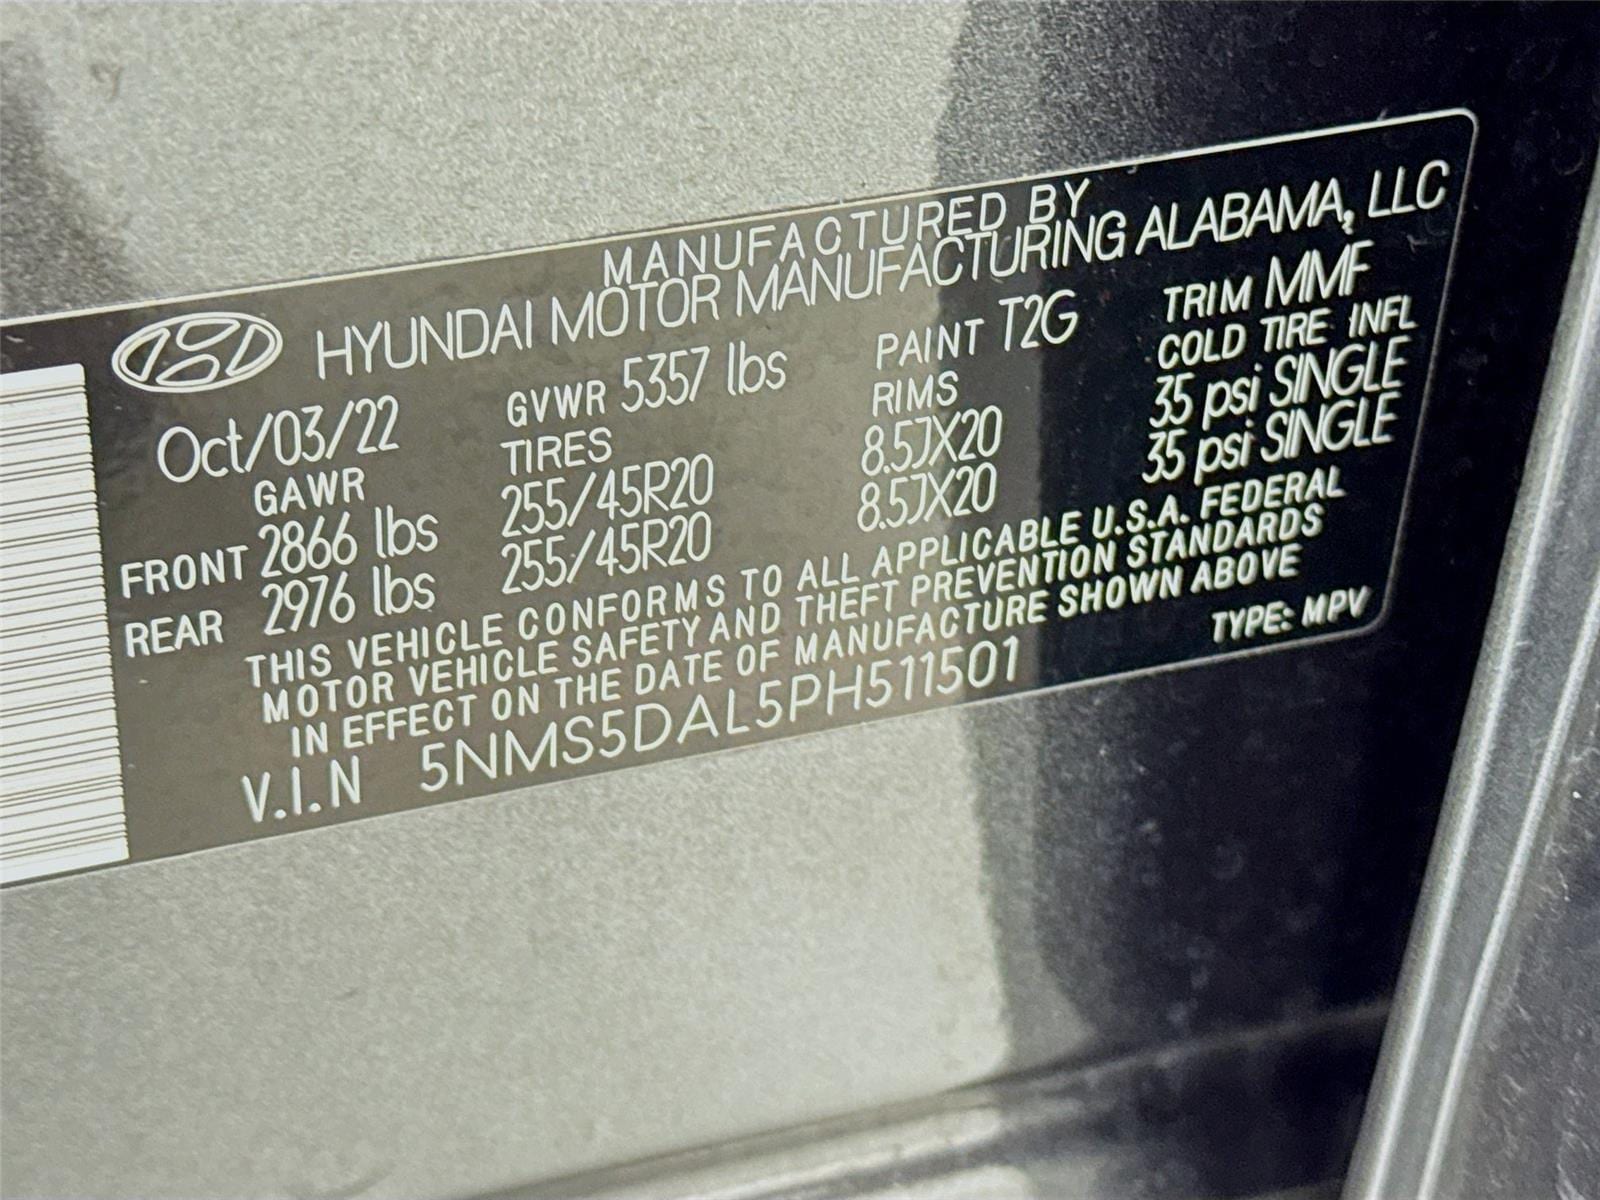 MANUFACTURED BY
HYUNDAI MOTOR MANUFACTURING ALABAMA, LLC
Oct/03/22 GVWR 5357 lbs PAINT T2G TRIM MMF
GAWR TIRES RIMS COLD TIRE INFL
FRONT 2866 lbs 255/45R20 8.5JX20 35 psi SINGLE
REAR 2976 lbs 255/45R20 8.5JX20 35 psi SINGLE
THIS VEHICLE CONFORMS TO ALL APPLICABLE U.S.A. FEDERAL
MOTOR VEHICLE SAFETY AND THEFT PREVENTION STANDARDS
IN EFFECT ON THE DATE OF MANUFACTURE SHOWN ABOVE
V.I.N 5NMS5DAL5PH511501 TYPE: MPV